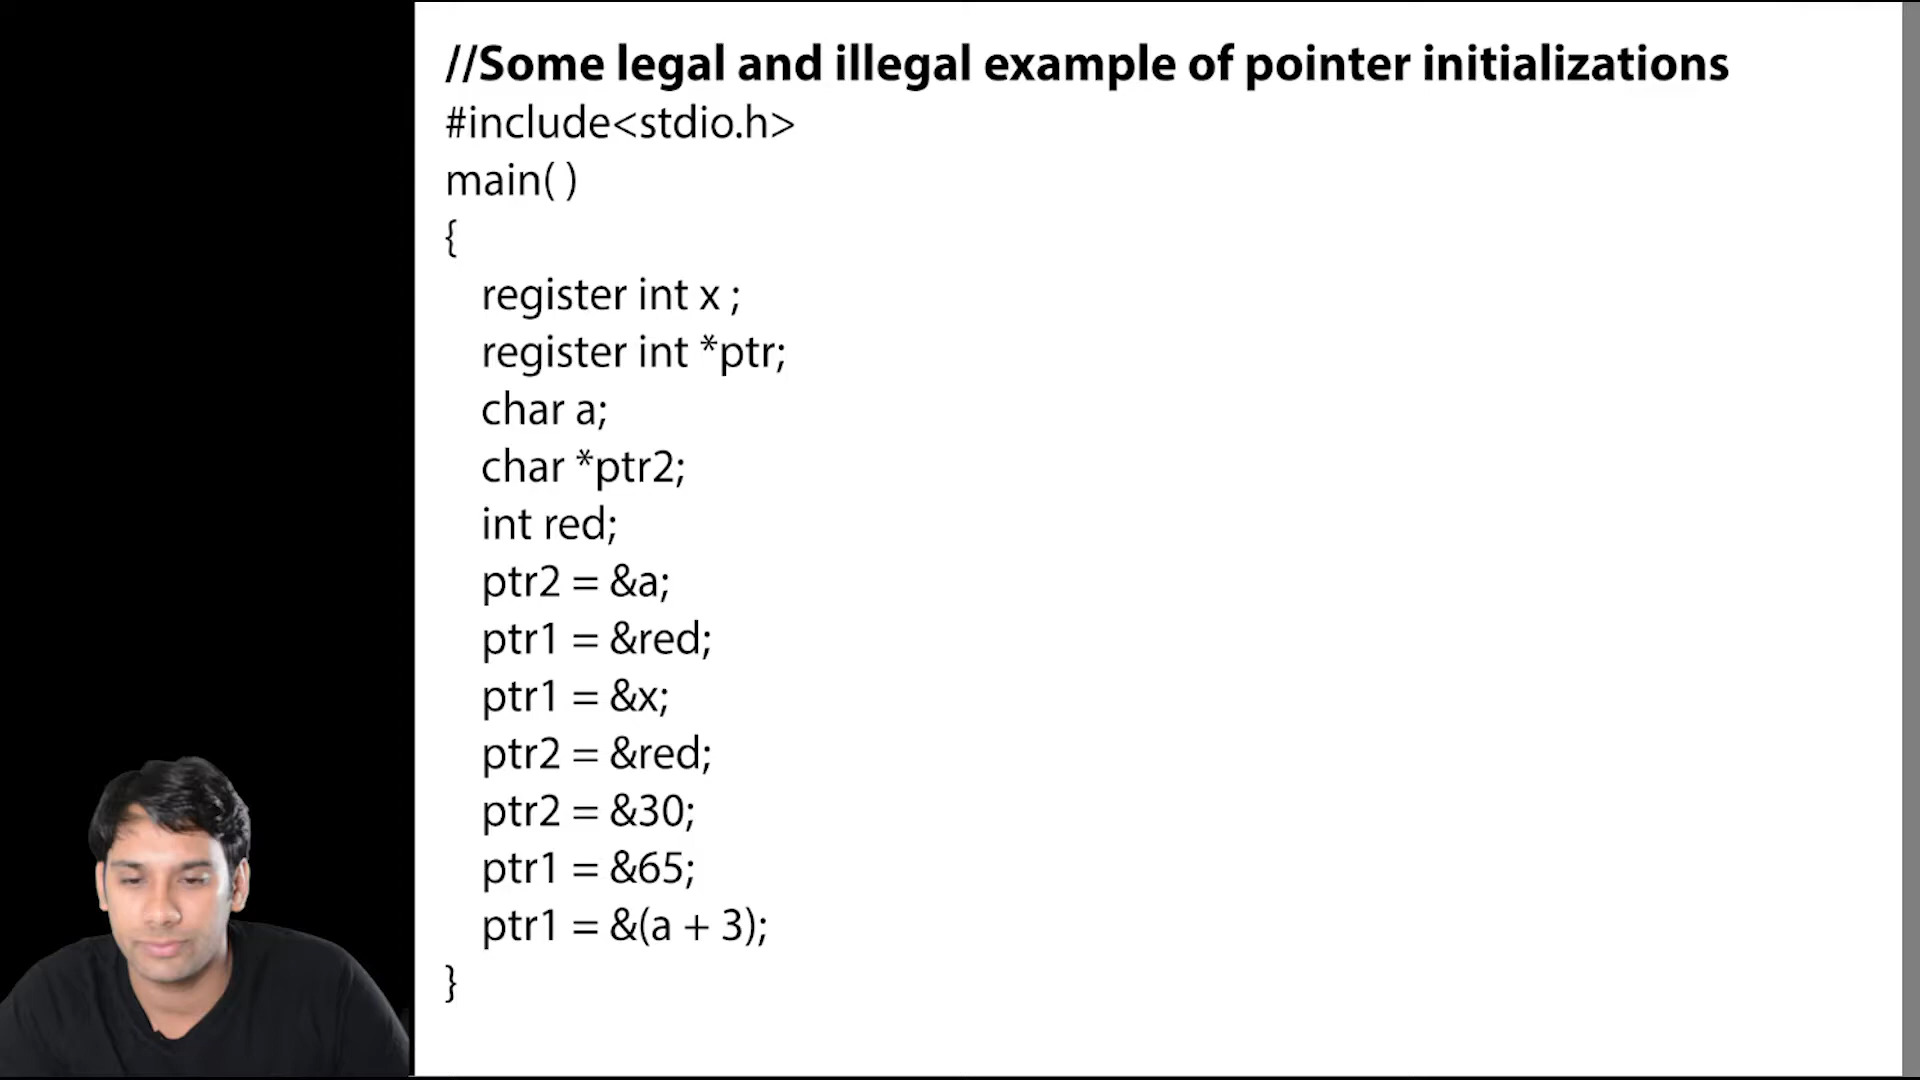 //Some legal and illegal example of pointer initializations
#include<stdio.h>
main( )
{
register int x ;
register int *ptr;
char a;
char *ptr2;
int red;
ptr2 = &a;
ptr1 = &red;
ptr1 = &x;
ptr2 = &red;
ptr2 = &30;
ptr1 = &65;
ptr1 = &(a + 3);
}